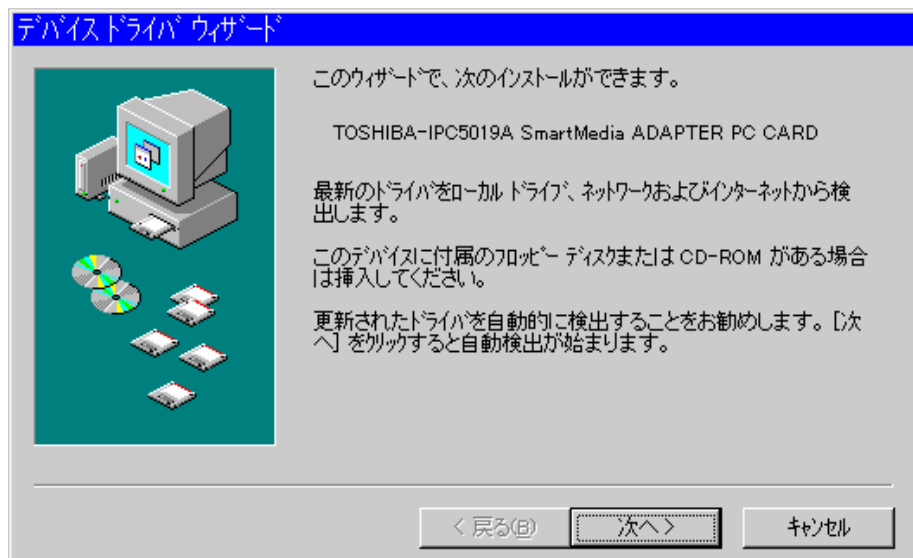 デバイス ドライバ ウィザード
このウィザードで、次のインストールができます。
TOSHIBA-IPC5019A SmartMedia ADAPTER PC CARD
最新のドライバをローカル ドライブ、ネットワークおよびインターネットから検
出します。
このデバイスに付属のフロッピー ディスクまたは CD-ROM がある場合
は挿入してください。
更新されたドライバを自動的に検出することをお勧めします。[次
へ] をクリックすると自動検出が始まります。
< 戻る(B)
次へ >
キャンセル